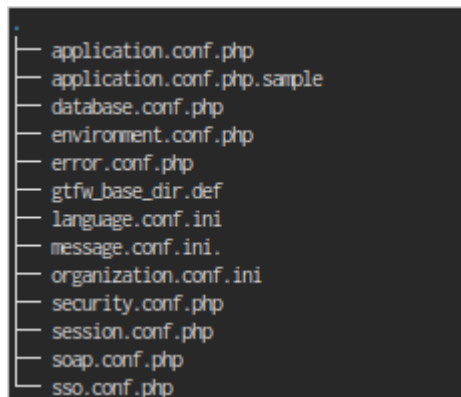 .
├── application.conf.php
├── application.conf.php.sample
├── database.conf.php
├── environment.conf.php
├── error.conf.php
├── gtfw_base_dir.def
├── language.conf.ini
├── message.conf.ini.
├── organization.conf.ini
├── security.conf.php
├── session.conf.php
├── soap.conf.php
└── sso.conf.php